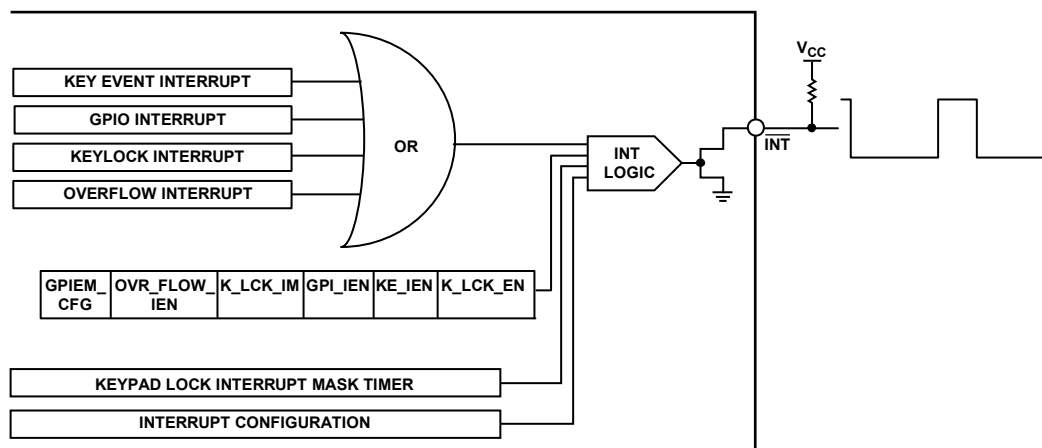 V_CC
KEY EVENT INTERRUPT
GPIO INTERRUPT
KEYLOCK INTERRUPT
OVERFLOW INTERRUPT
OR
INT
LOGIC
INT
GPIEM_
CFG
OVR_FLOW_
IEN
K_LCK_IM
GPI_IEN
KE_IEN
K_LCK_EN
KEYPAD LOCK INTERRUPT MASK TIMER
INTERRUPT CONFIGURATION